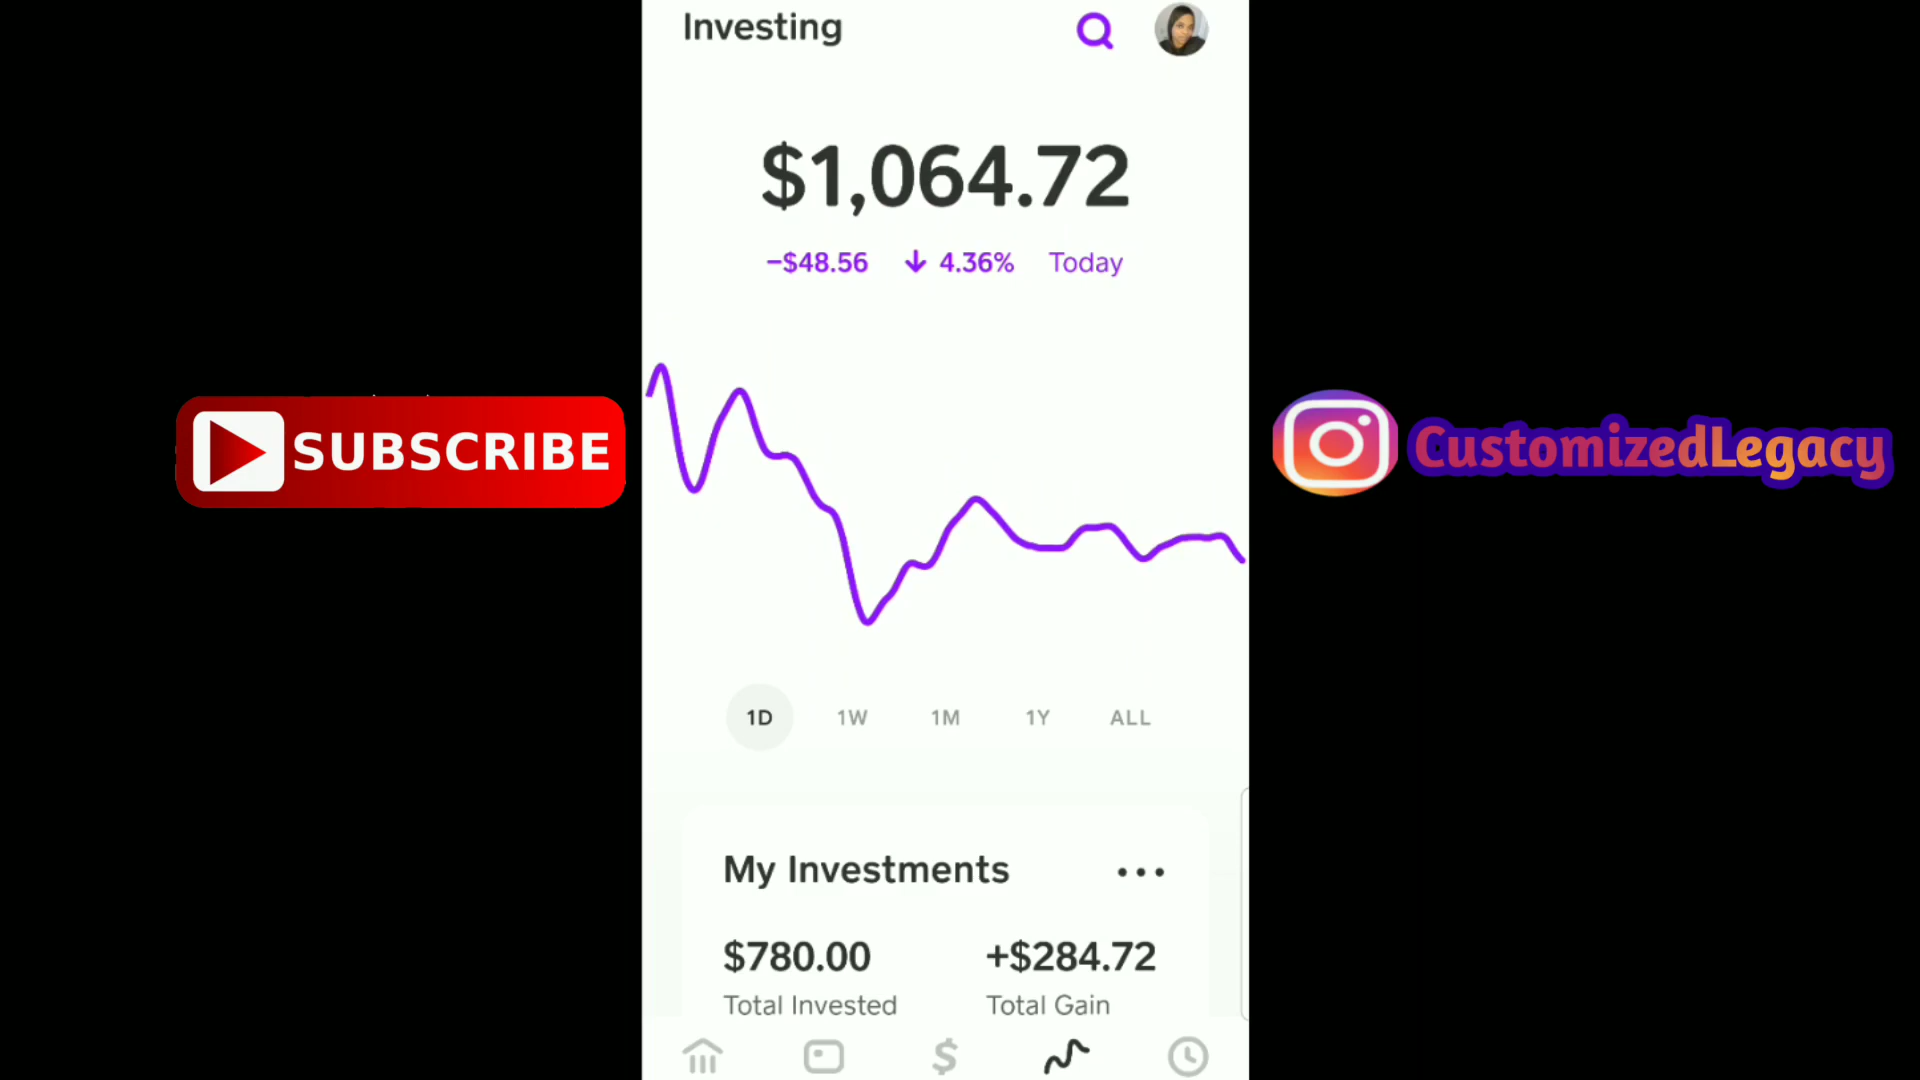 Investing
$1,064.72
−$48.56 ↓ 4.36% Today
SUBSCRIBE
CustomizedLegacy
1D 1W 1M 1Y ALL
My Investments
$780.00 +$284.72
Total Invested Total Gain
$